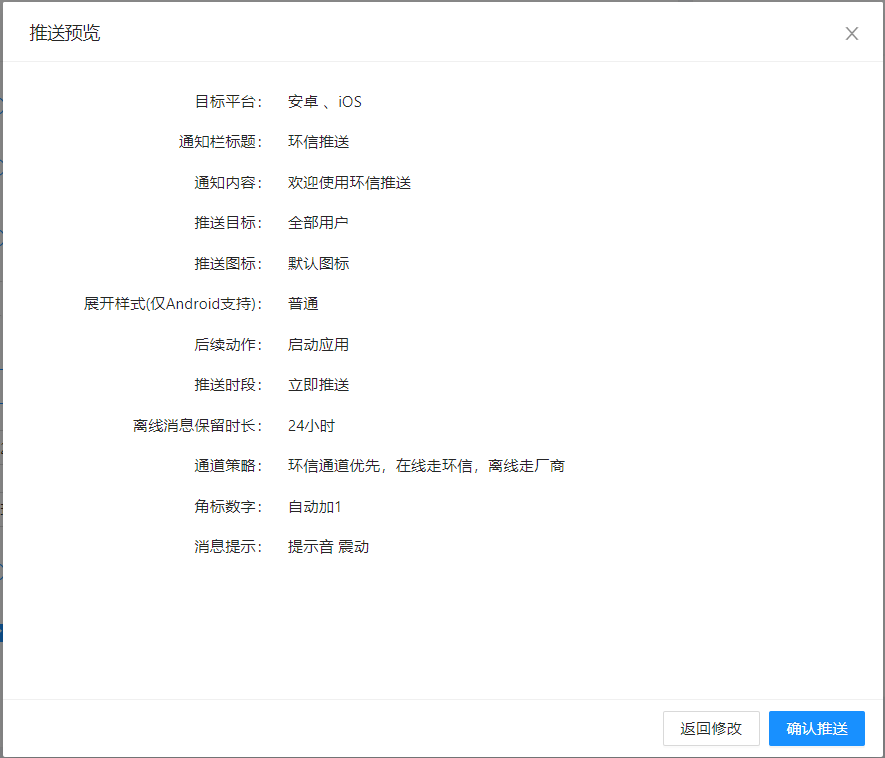 推送预览
目标平台： 安卓 、iOS
通知栏标题： 环信推送
通知内容： 欢迎使用环信推送
推送目标： 全部用户
推送图标： 默认图标
展开样式(仅Android支持)： 普通
后续动作： 启动应用
推送时段： 立即推送
离线消息保留时长： 24小时
通道策略： 环信通道优先，在线走环信，离线走厂商
角标数字： 自动加1
消息提示： 提示音 震动
返回修改 确认推送